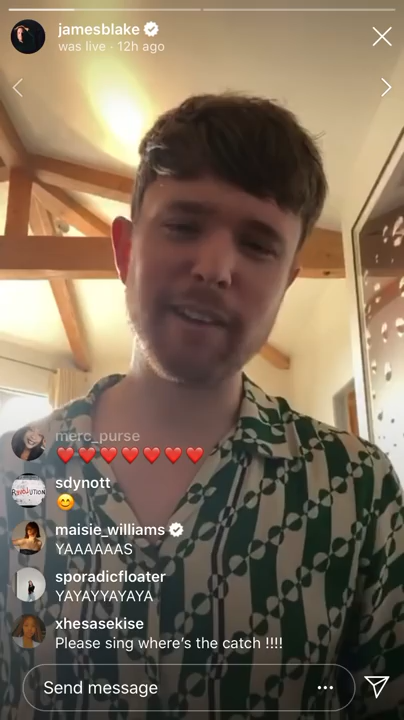 jamesblake
was live · 12h ago
merc_purse
❤️❤️❤️❤️❤️❤️❤️
sdynott
😊
maisie_williams
YAAAAAAS
sporadicfloater
YAYAYYAYAYA
xhesasekise
Please sing where's the catch !!!!
Send message